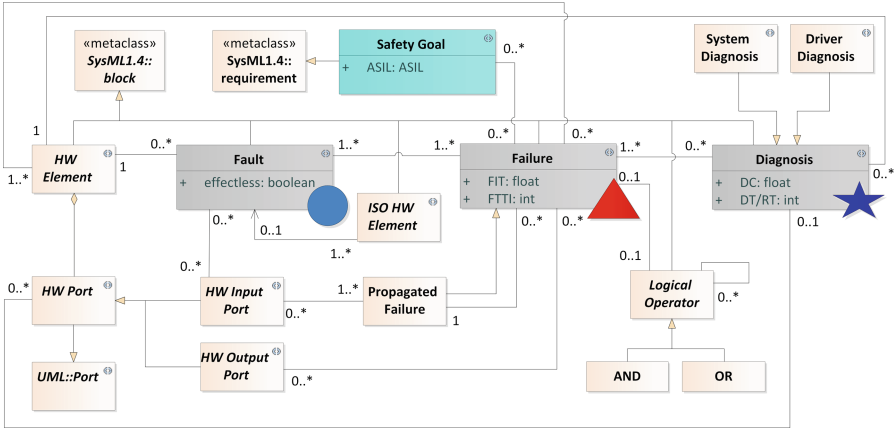 «metaclass»
SysML1.4::
block
«metaclass»
SysML1.4::
requirement
Safety Goal
+ ASIL: ASIL
0..*
System
Diagnosis
Driver
Diagnosis
1
0..*
1..*
1..*
0..*
0..*
1..*
0..*
HW
Element
1
1..*
Fault
+ effectless: boolean
Failure
+ FIT: float
+ FTTI: int
0..1
Diagnosis
+ DC: float
+ DT/RT: int
0..*
ISO HW
Element
0..*
0..1
1..*
0..*
0..*
0..1
0..1
0..*
0..*
HW Port
HW Input
Port
0..*
1..*
Propagated
Failure
1
Logical
Operator
0..*
UML::Port
HW Output
Port
0..*
AND
OR